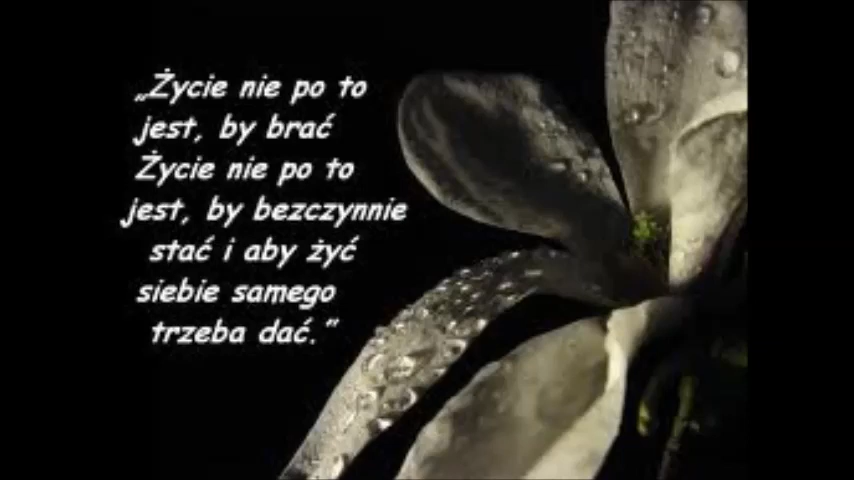 „Życie nie po to
jest, by brać
Życie nie po to
jest, by bezczynnie
stać i aby żyć
siebie samego
trzeba dać.”